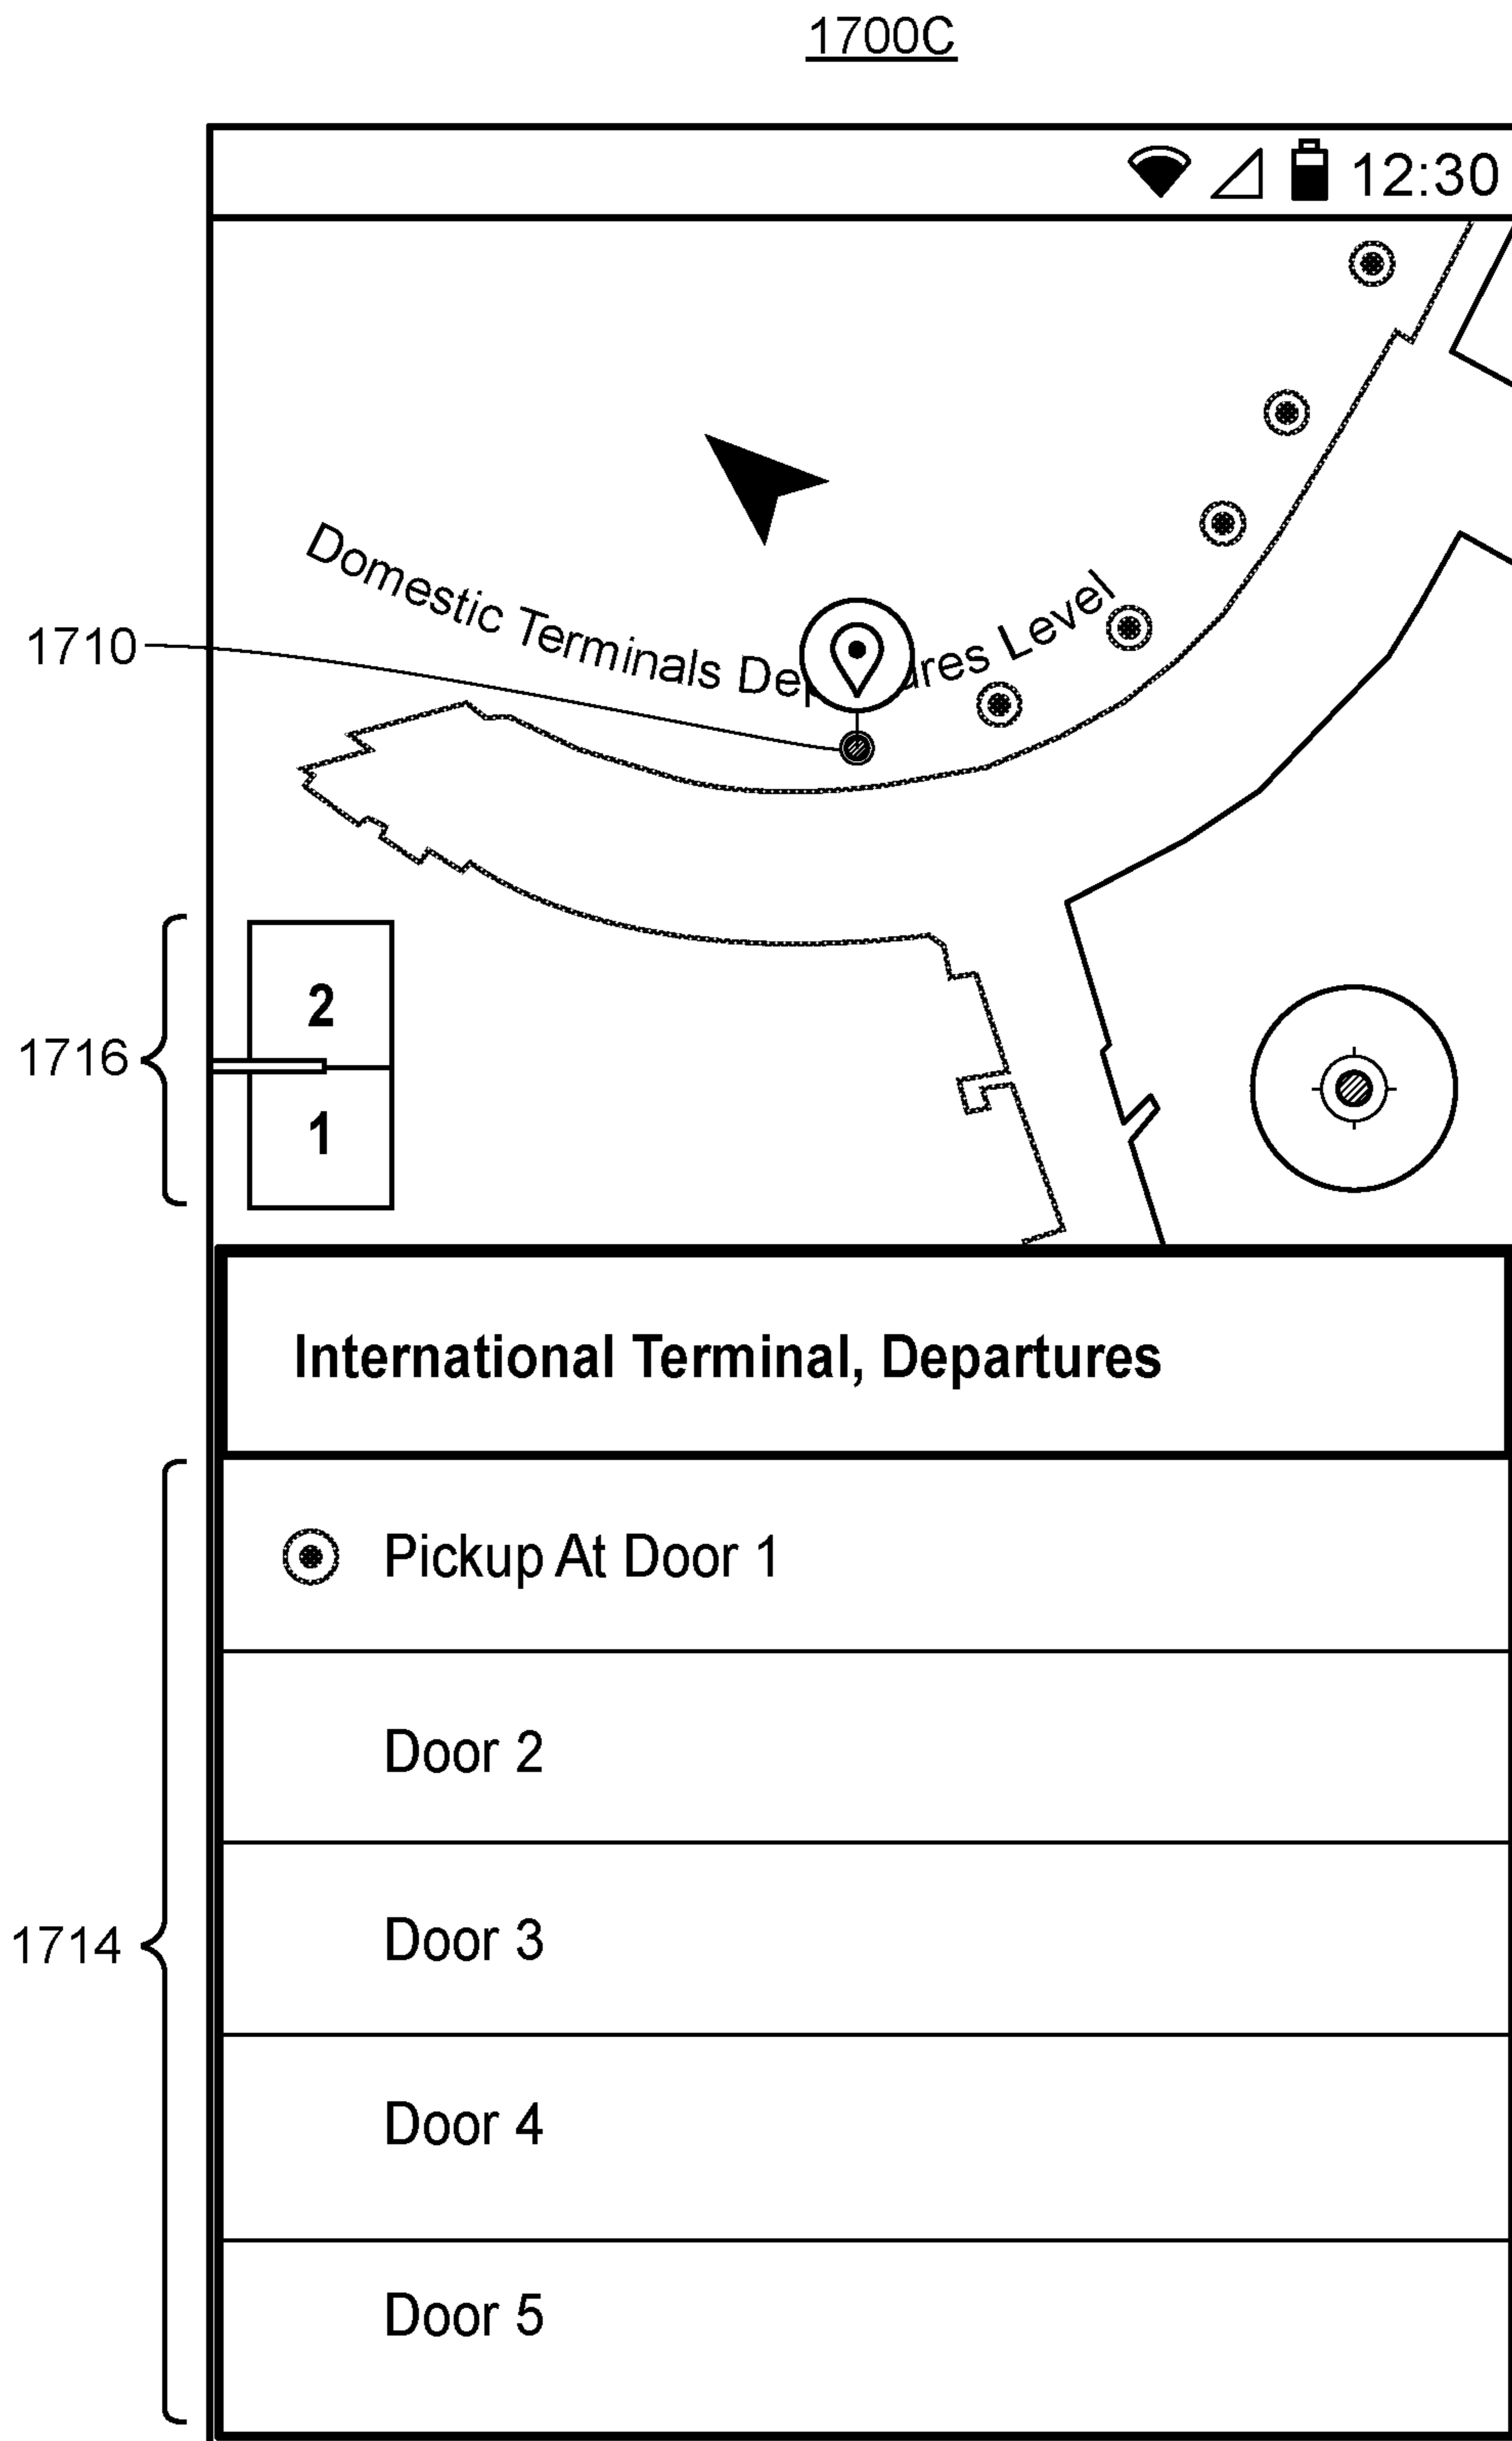 1700C
12:30
Domestic Terminals Dep ures Level
1710
2
1716
1
International Terminal, Departures
Pickup At Door 1
Door 2
Door 3
1714
Door 4
Door 5